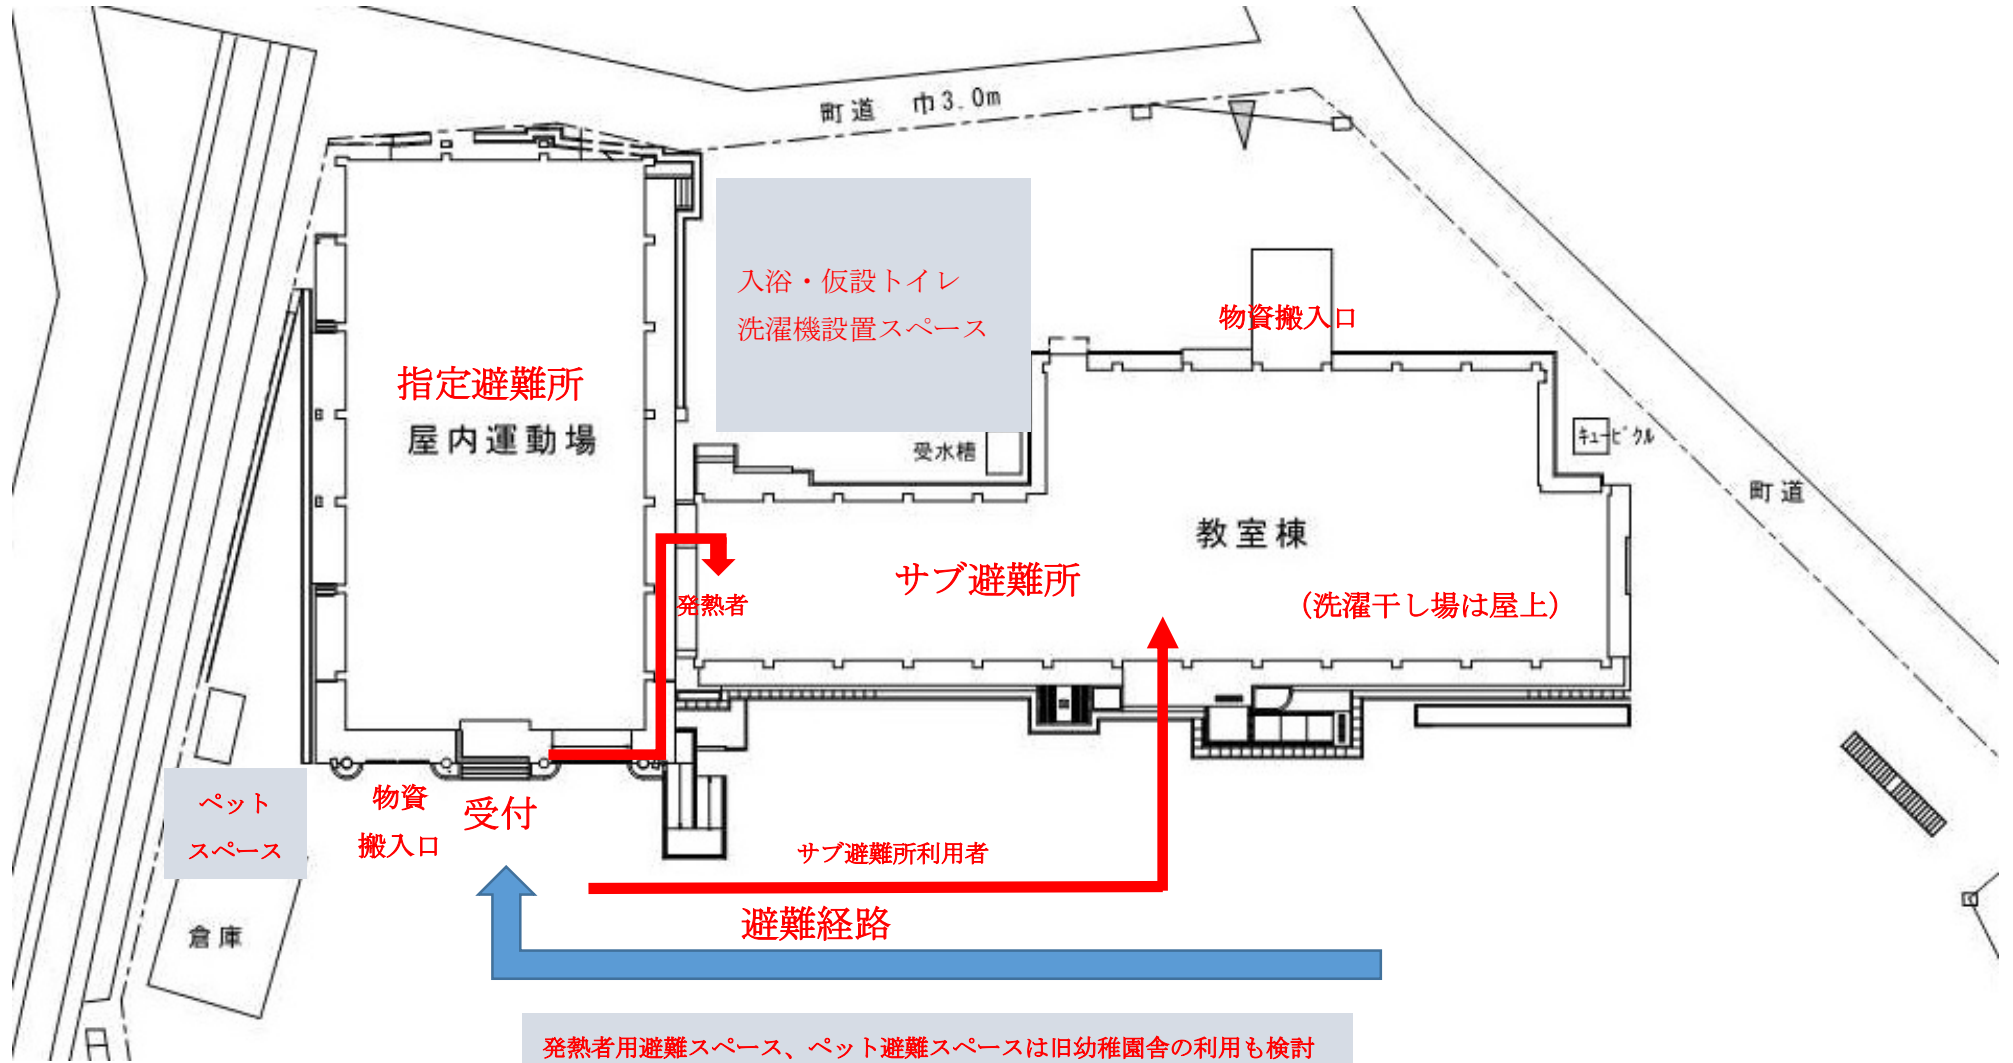 町道 巾3.0m
入浴・仮設トイレ
洗濯機設置スペース
物資搬入口
指定避難所
屋内運動場
受水槽
キュービクル
町道
教室棟
サブ避難所
発熱者
（洗濯干し場は屋上）
ペット
スペース
物資
搬入口
受付
サブ避難所利用者
避難経路
倉庫
発熱者用避難スペース、ペット避難スペースは旧幼稚園舎の利用も検討